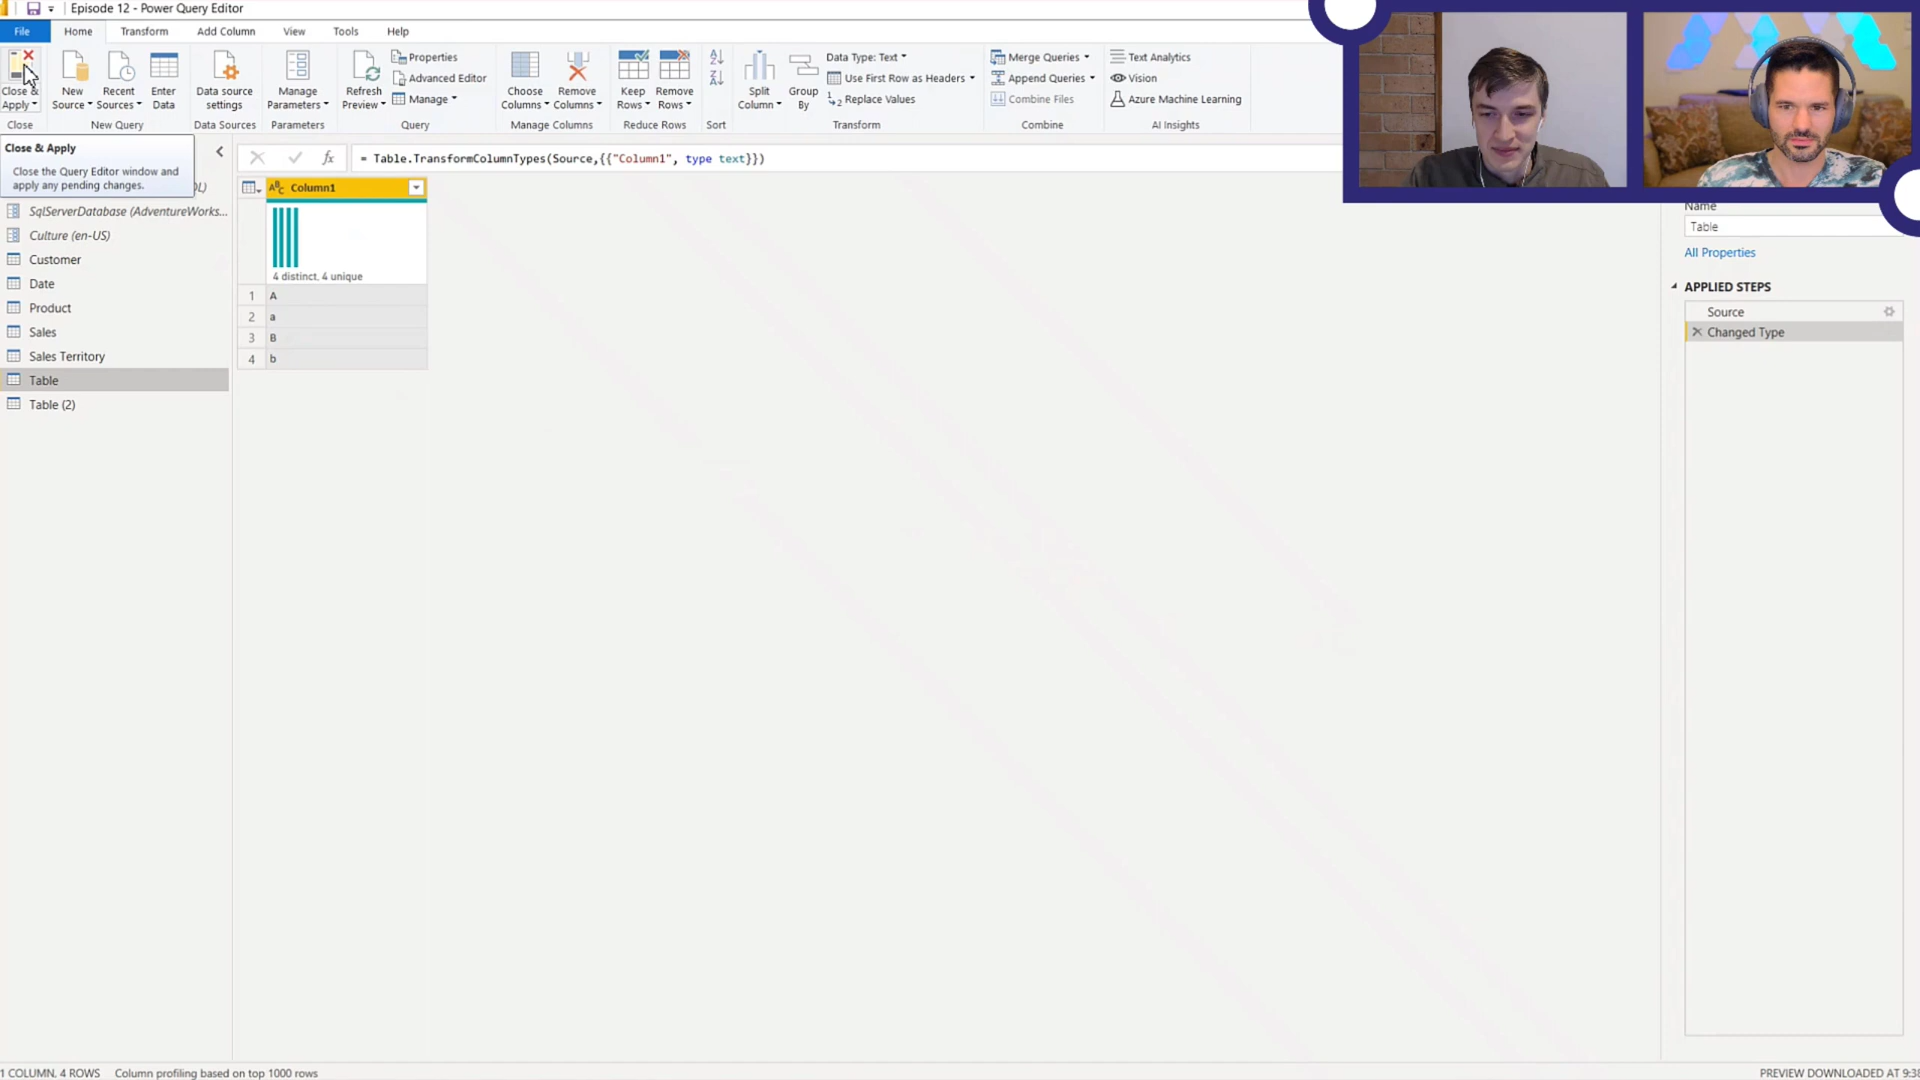 Episode 12 - Power Query Editor
File Home Transform Add Column View Tools Help
Close & Apply
New Source
Recent Sources
Enter Data
Data source settings
Manage Parameters
Refresh Preview
Properties
Advanced Editor
Manage
Choose Columns
Remove Columns
Keep Rows
Remove Rows
Split Column
Group By
Data Type: Text
Use First Row as Headers
Replace Values
Merge Queries
Append Queries
Combine Files
Text Analytics
Vision
Azure Machine Learning
Close New Query Data Sources Parameters Query Manage Columns Reduce Rows Sort Transform Combine AI Insights
Close & Apply
Close the Query Editor window and
apply any pending changes.
SqlServerDatabase (AdventureWorks...
Culture (en-US)
Customer
Date
Product
Sales
Sales Territory
Table
Table (2)
fx = Table.TransformColumnTypes(Source,{{"Column1", type text}})
ABC Column1
4 distinct, 4 unique
1 A
2 a
3 B
4 b
Name
Table
All Properties
APPLIED STEPS
Source
Changed Type
1 COLUMN, 4 ROWS Column profiling based on top 1000 rows
PREVIEW DOWNLOADED AT